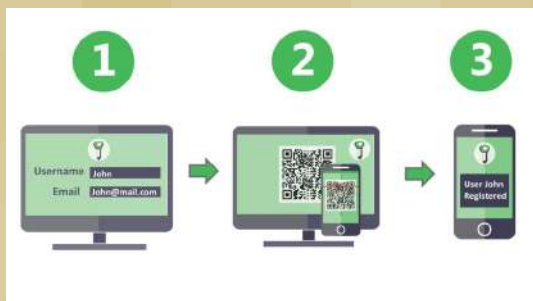 1
2
3
Username John
Email John@mail.com
User John
Registered